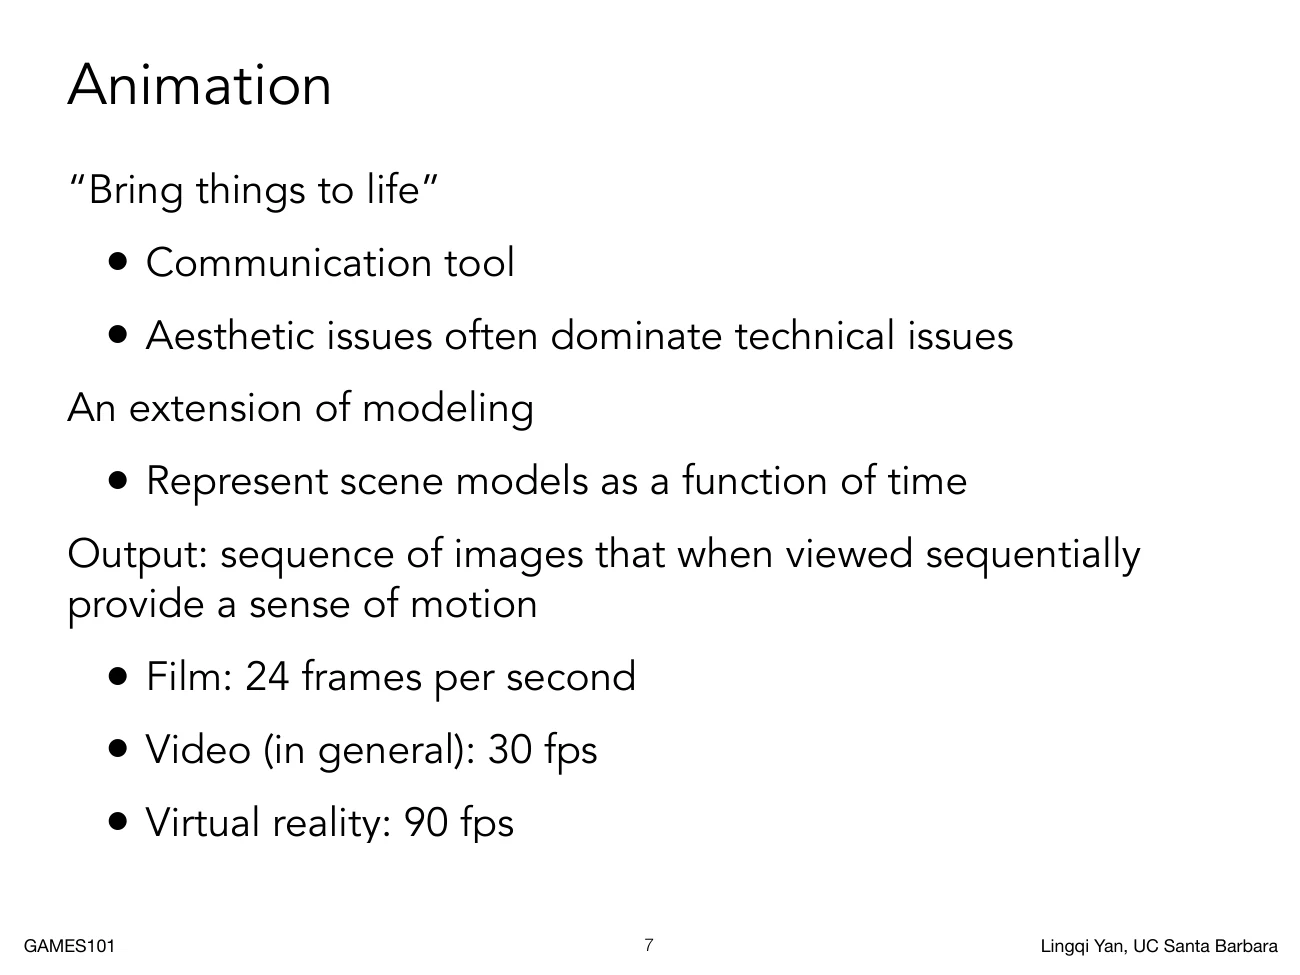 Animation
“Bring things to life”
• Communication tool
• Aesthetic issues often dominate technical issues
An extension of modeling
• Represent scene models as a function of time
Output: sequence of images that when viewed sequentially
provide a sense of motion
• Film: 24 frames per second
• Video (in general): 30 fps
• Virtual reality: 90 fps
GAMES101
7
Lingqi Yan, UC Santa Barbara